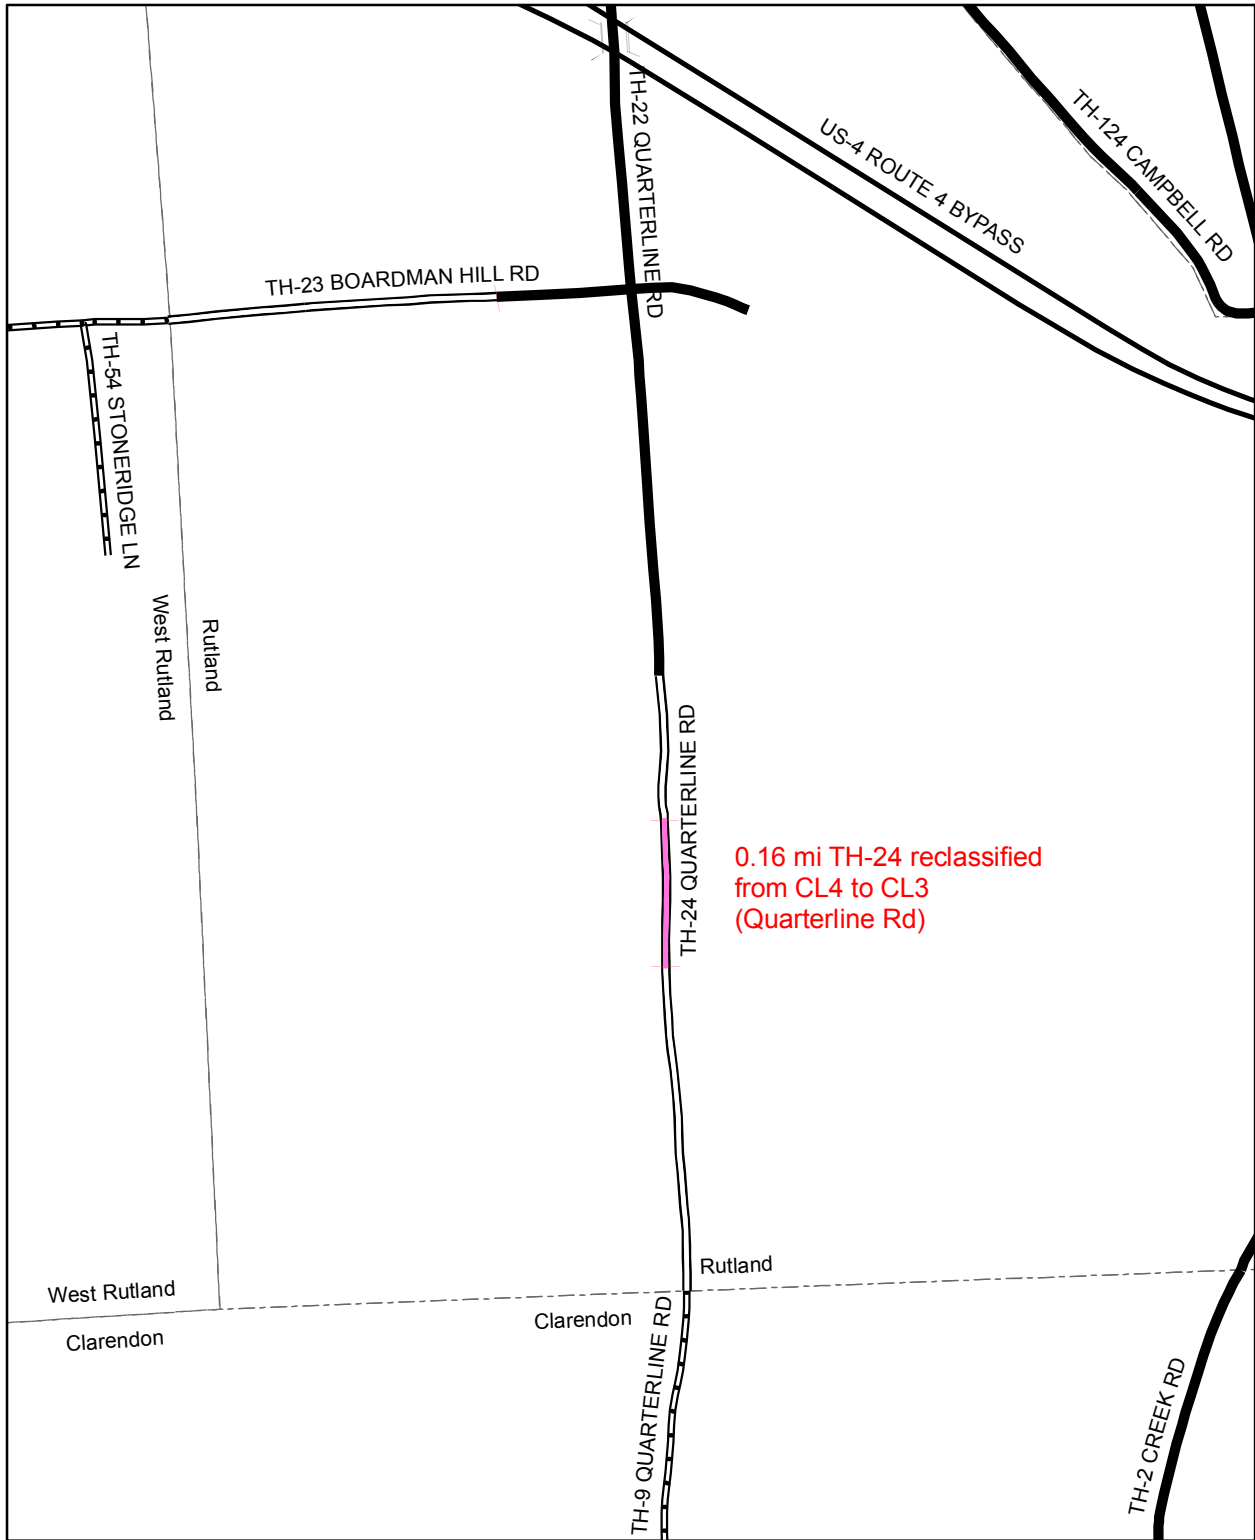 TH-22 QUARTERLINE RD
US-4 ROUTE 4 BYPASS
TH-124 CAMPBELL RD
TH-23 BOARDMAN HILL RD
TH-54 STONERIDGE LN
West Rutland
Rutland
TH-24 QUARTERLINE RD
0.16 mi TH-24 reclassified
from CL4 to CL3
(Quarterline Rd)
Rutland
West Rutland
Clarendon
Clarendon
TH-9 QUARTERLINE RD
TH-2 CREEK RD